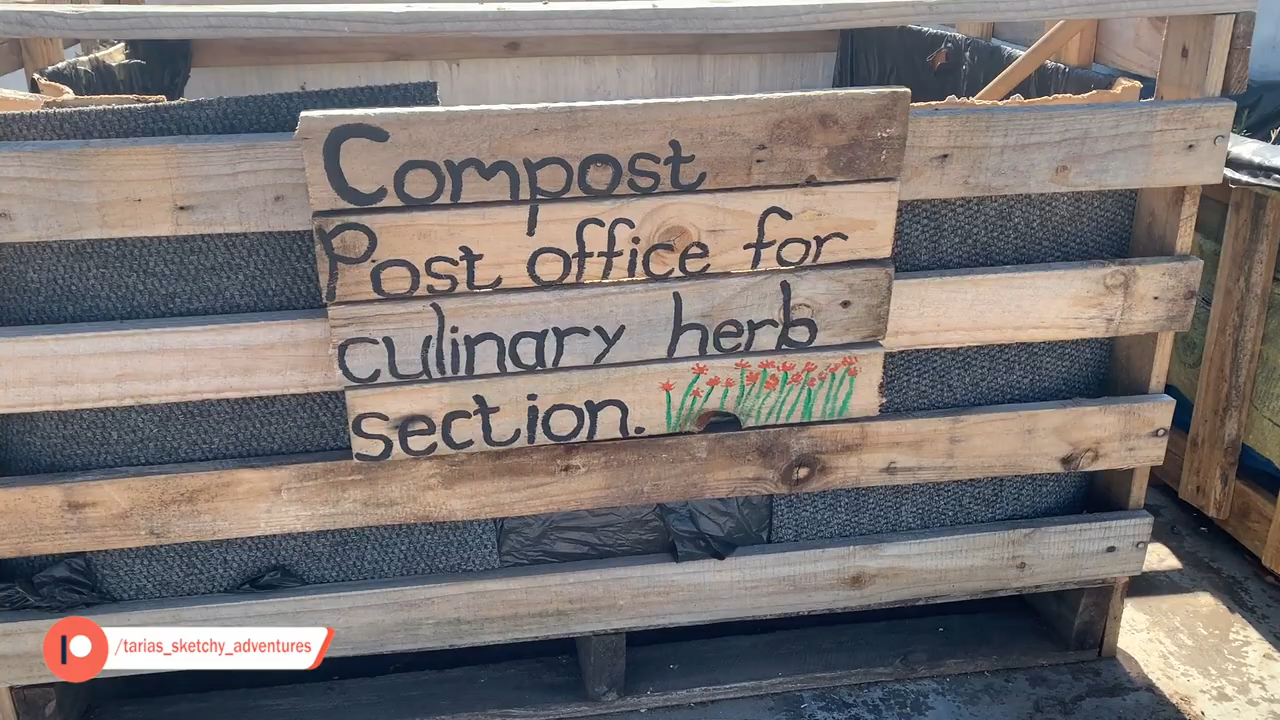 Compost
Post office for
culinary herb
section.
/tarias_sketchy_adventures